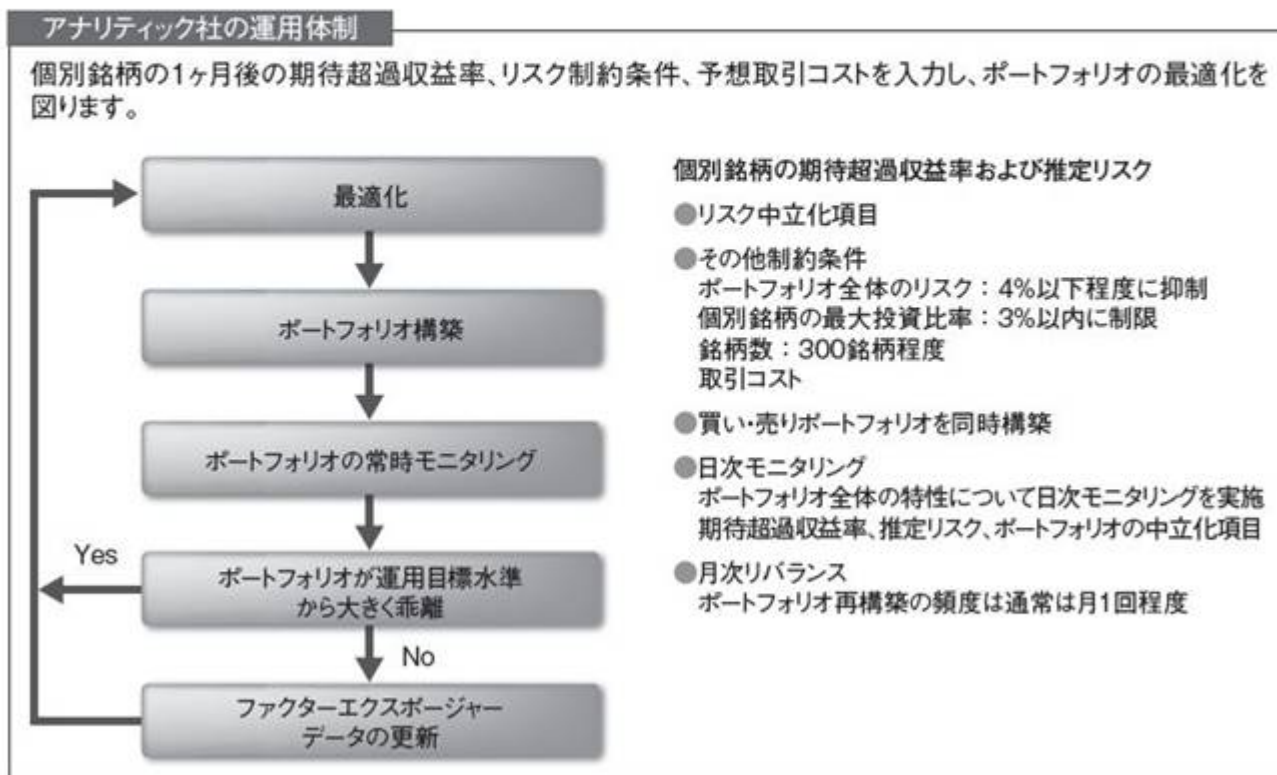 アナリティック社の運用体制
個別銘柄の1ヶ月後の期待超過収益率、リスク制約条件、予想取引コストを入力し、ポートフォリオの最適化を
図ります。
最適化
ポートフォリオ構築
ポートフォリオの常時モニタリング
Yes
ポートフォリオが運用目標水準
から大きく乖離
No
ファクターエクスポージャー
データの更新
個別銘柄の期待超過収益率および推定リスク
●リスク中立化項目
●その他制約条件
ポートフォリオ全体のリスク：4%以下程度に抑制
個別銘柄の最大投資比率：3%以内に制限
銘柄数：300銘柄程度
取引コスト
●買い・売りポートフォリオを同時構築
●日次モニタリング
ポートフォリオ全体の特性について日次モニタリングを実施
期待超過収益率、推定リスク、ポートフォリオの中立化項目
●月次リバランス
ポートフォリオ再構築の頻度は通常は月1回程度